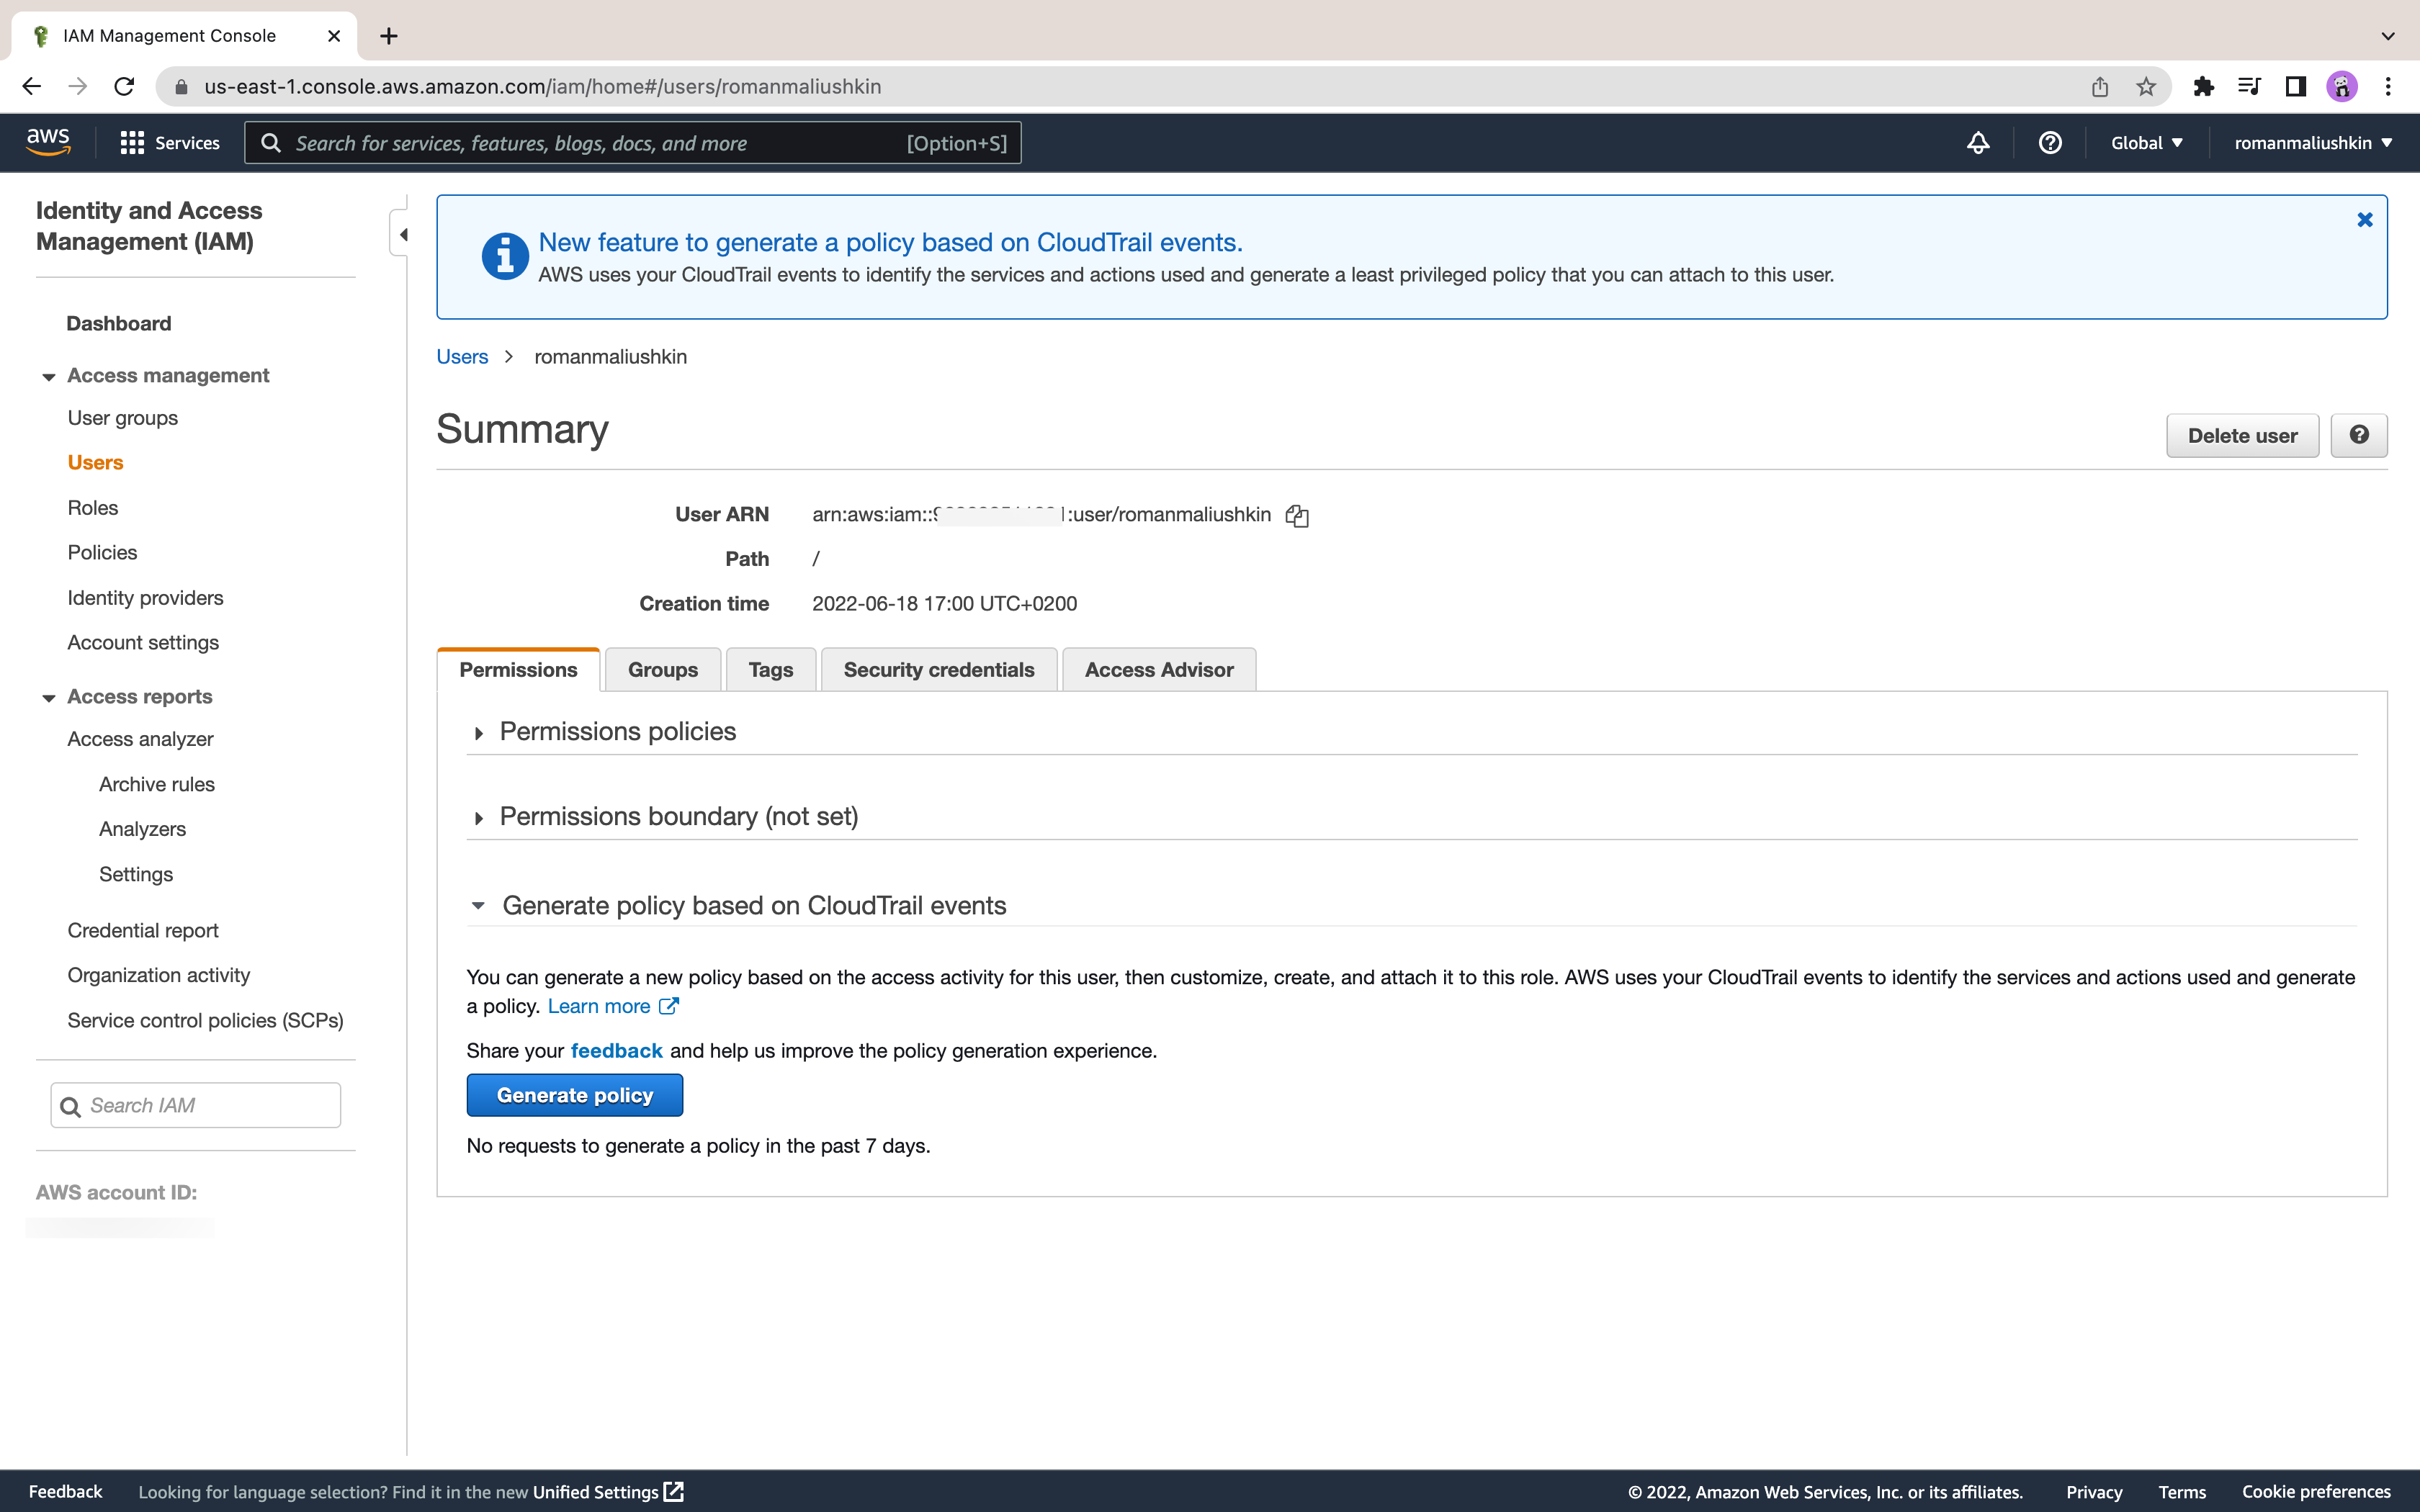 IAM Management Console
us-east-1.console.aws.amazon.com/iam/home#/users/romanmaliushkin
aws
Services
Search for services, features, blogs, docs, and more
[Option+S]
Global
romanmaliushkin
Identity and Access
Management (IAM)
Dashboard
Access management
User groups
Users
Roles
Policies
Identity providers
Account settings
Access reports
Access analyzer
Archive rules
Analyzers
Settings
Credential report
Organization activity
Service control policies (SCPs)
Search IAM
AWS account ID:
New feature to generate a policy based on CloudTrail events.
AWS uses your CloudTrail events to identify the services and actions used and generate a least privileged policy that you can attach to this user.
Users > romanmaliushkin
Summary
Delete user
User ARN
arn:aws:iam:: :user/romanmaliushkin
Path
/
Creation time
2022-06-18 17:00 UTC+0200
Permissions
Groups
Tags
Security credentials
Access Advisor
Permissions policies
Permissions boundary (not set)
Generate policy based on CloudTrail events
You can generate a new policy based on the access activity for this user, then customize, create, and attach it to this role. AWS uses your CloudTrail events to identify the services and actions used and generate
a policy. Learn more
Share your feedback and help us improve the policy generation experience.
Generate policy
No requests to generate a policy in the past 7 days.
Feedback
Looking for language selection? Find it in the new Unified Settings
© 2022, Amazon Web Services, Inc. or its affiliates.
Privacy
Terms
Cookie preferences